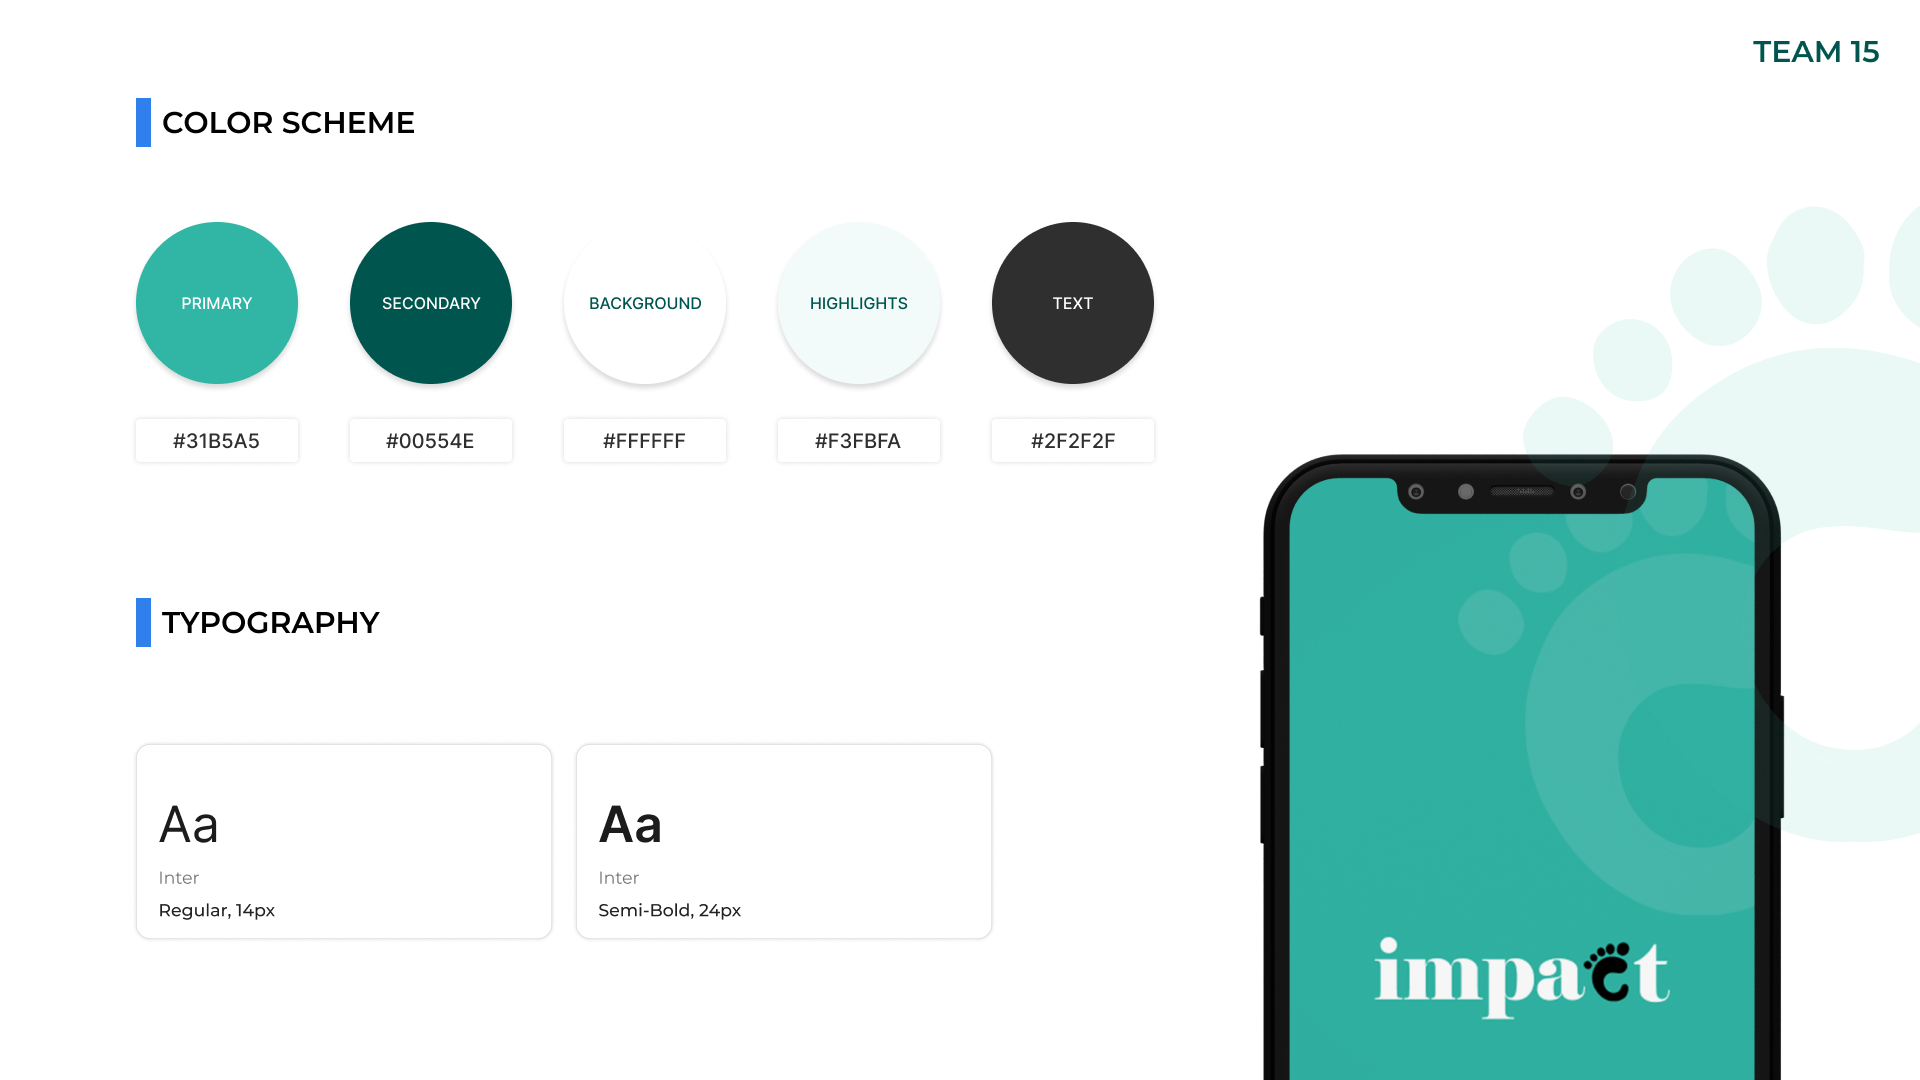 TEAM 15
COLOR SCHEME
PRIMARY
SECONDARY
BACKGROUND
HIGHLIGHTS
TEXT
#31B5A5
#00554E
#FFFFFF
#F3FBFA
#2F2F2F
TYPOGRAPHY
Aa
Inter
Regular, 14px
Aa
Inter
Semi-Bold, 24px
impact